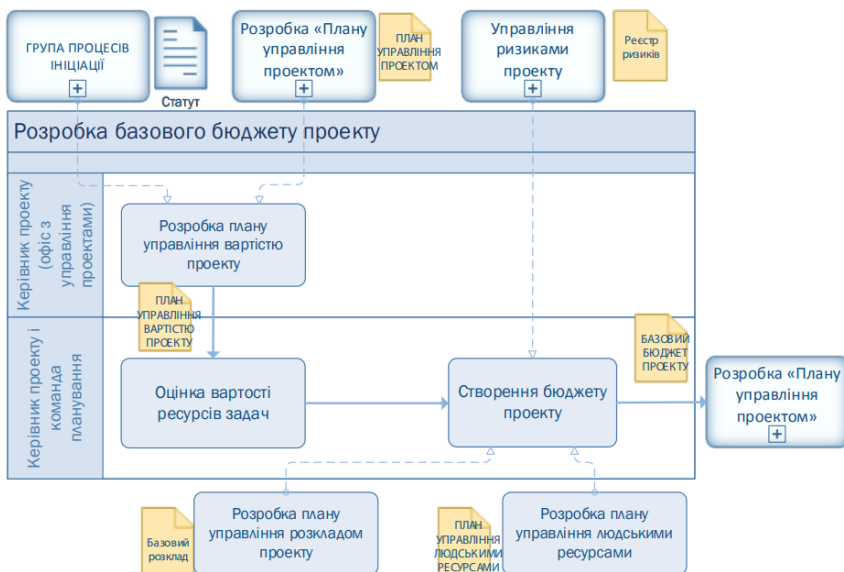 ГРУПА ПРОЦЕСІВ
ІНІЦІАЦІЇ
Статут
Розробка «Плану
управління
проектом»
ПЛАН
УПРАВЛІННЯ
ПРОЕКТОМ
Управління
ризиками
проекту
Реєстр
ризиків
Розробка базового бюджету проекту
Керівник проекту
(офіс з
управління
проектами)
Розробка плану
управління вартістю
проекту
ПЛАН
УПРАВЛІННЯ
ВАРТІСТЮ
ПРОЕКТУ
Керівник проекту і
команда
планування
Оцінка вартості
ресурсів задач
Створення бюджету
проекту
БАЗОВИЙ
БЮДЖЕТ
ПРОЕКТУ
Розробка «Плану
управління
проектом»
Базовий
розклад
Розробка плану
управління розкладом
проекту
ПЛАН
УПРАВЛІННЯ
ЛЮДСЬКИМИ
РЕСУРСАМИ
Розробка плану
управління людськими
ресурсами